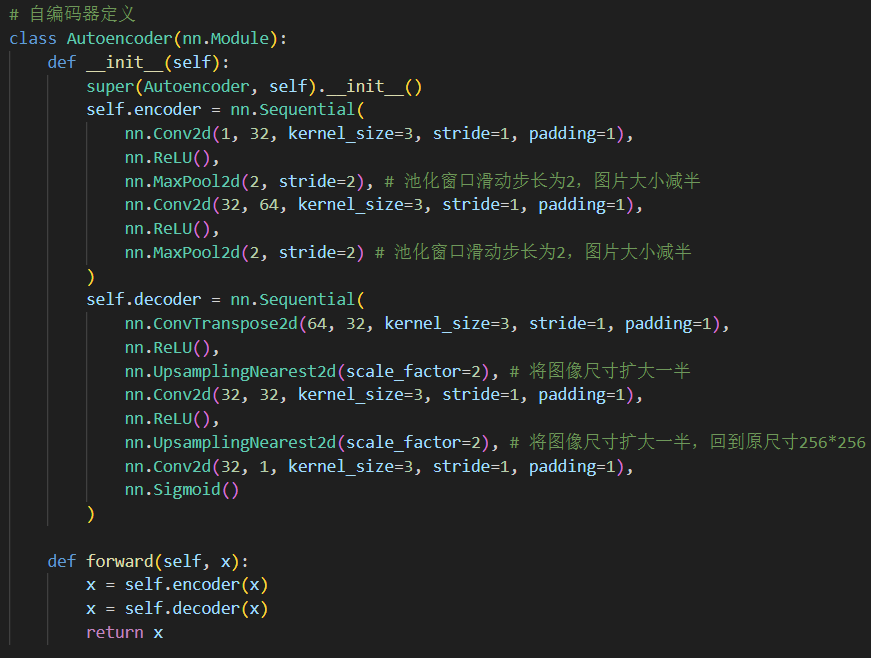 # 自编码器定义
class Autoencoder(nn.Module):
    def __init__(self):
        super(Autoencoder, self).__init__()
        self.encoder = nn.Sequential(
            nn.Conv2d(1, 32, kernel_size=3, stride=1, padding=1),
            nn.ReLU(),
            nn.MaxPool2d(2, stride=2), # 池化窗口滑动步长为2，图片大小减半
            nn.Conv2d(32, 64, kernel_size=3, stride=1, padding=1),
            nn.ReLU(),
            nn.MaxPool2d(2, stride=2) # 池化窗口滑动步长为2，图片大小减半
        )
        self.decoder = nn.Sequential(
            nn.ConvTranspose2d(64, 32, kernel_size=3, stride=1, padding=1),
            nn.ReLU(),
            nn.UpsamplingNearest2d(scale_factor=2), # 将图像尺寸扩大一半
            nn.Conv2d(32, 32, kernel_size=3, stride=1, padding=1),
            nn.ReLU(),
            nn.UpsamplingNearest2d(scale_factor=2), # 将图像尺寸扩大一半，回到原尺寸256*256
            nn.Conv2d(32, 1, kernel_size=3, stride=1, padding=1),
            nn.Sigmoid()
        )

    def forward(self, x):
        x = self.encoder(x)
        x = self.decoder(x)
        return x